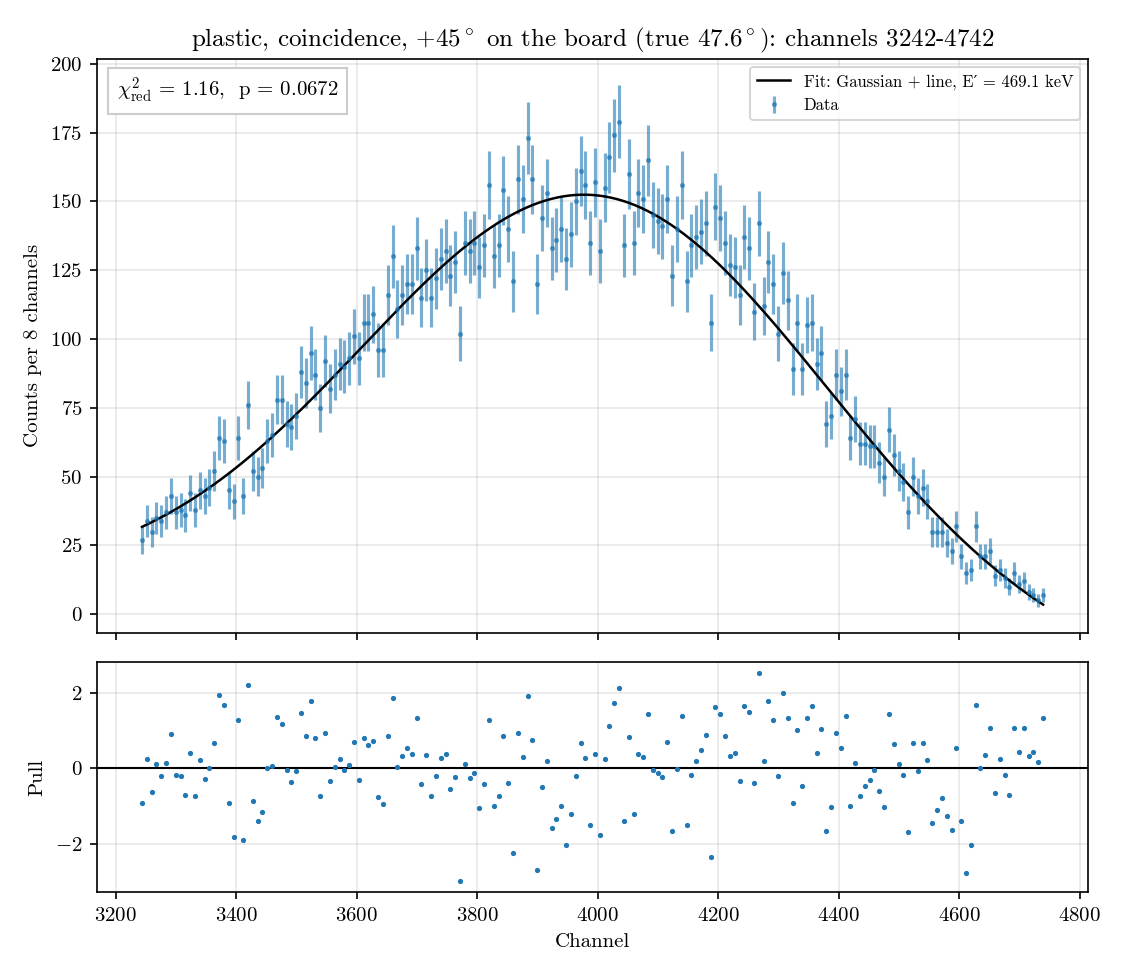 plastic, coincidence, +45° on the board (true 47.6°): channels 3242-4742
χ²red = 1.16, p = 0.0672
Fit: Gaussian + line, E′ = 469.1 keV
Data
Counts per 8 channels
200
175
150
125
100
75
50
25
0
Pull
2
0
−2
3200 3400 3600 3800 4000 4200 4400 4600 4800
Channel